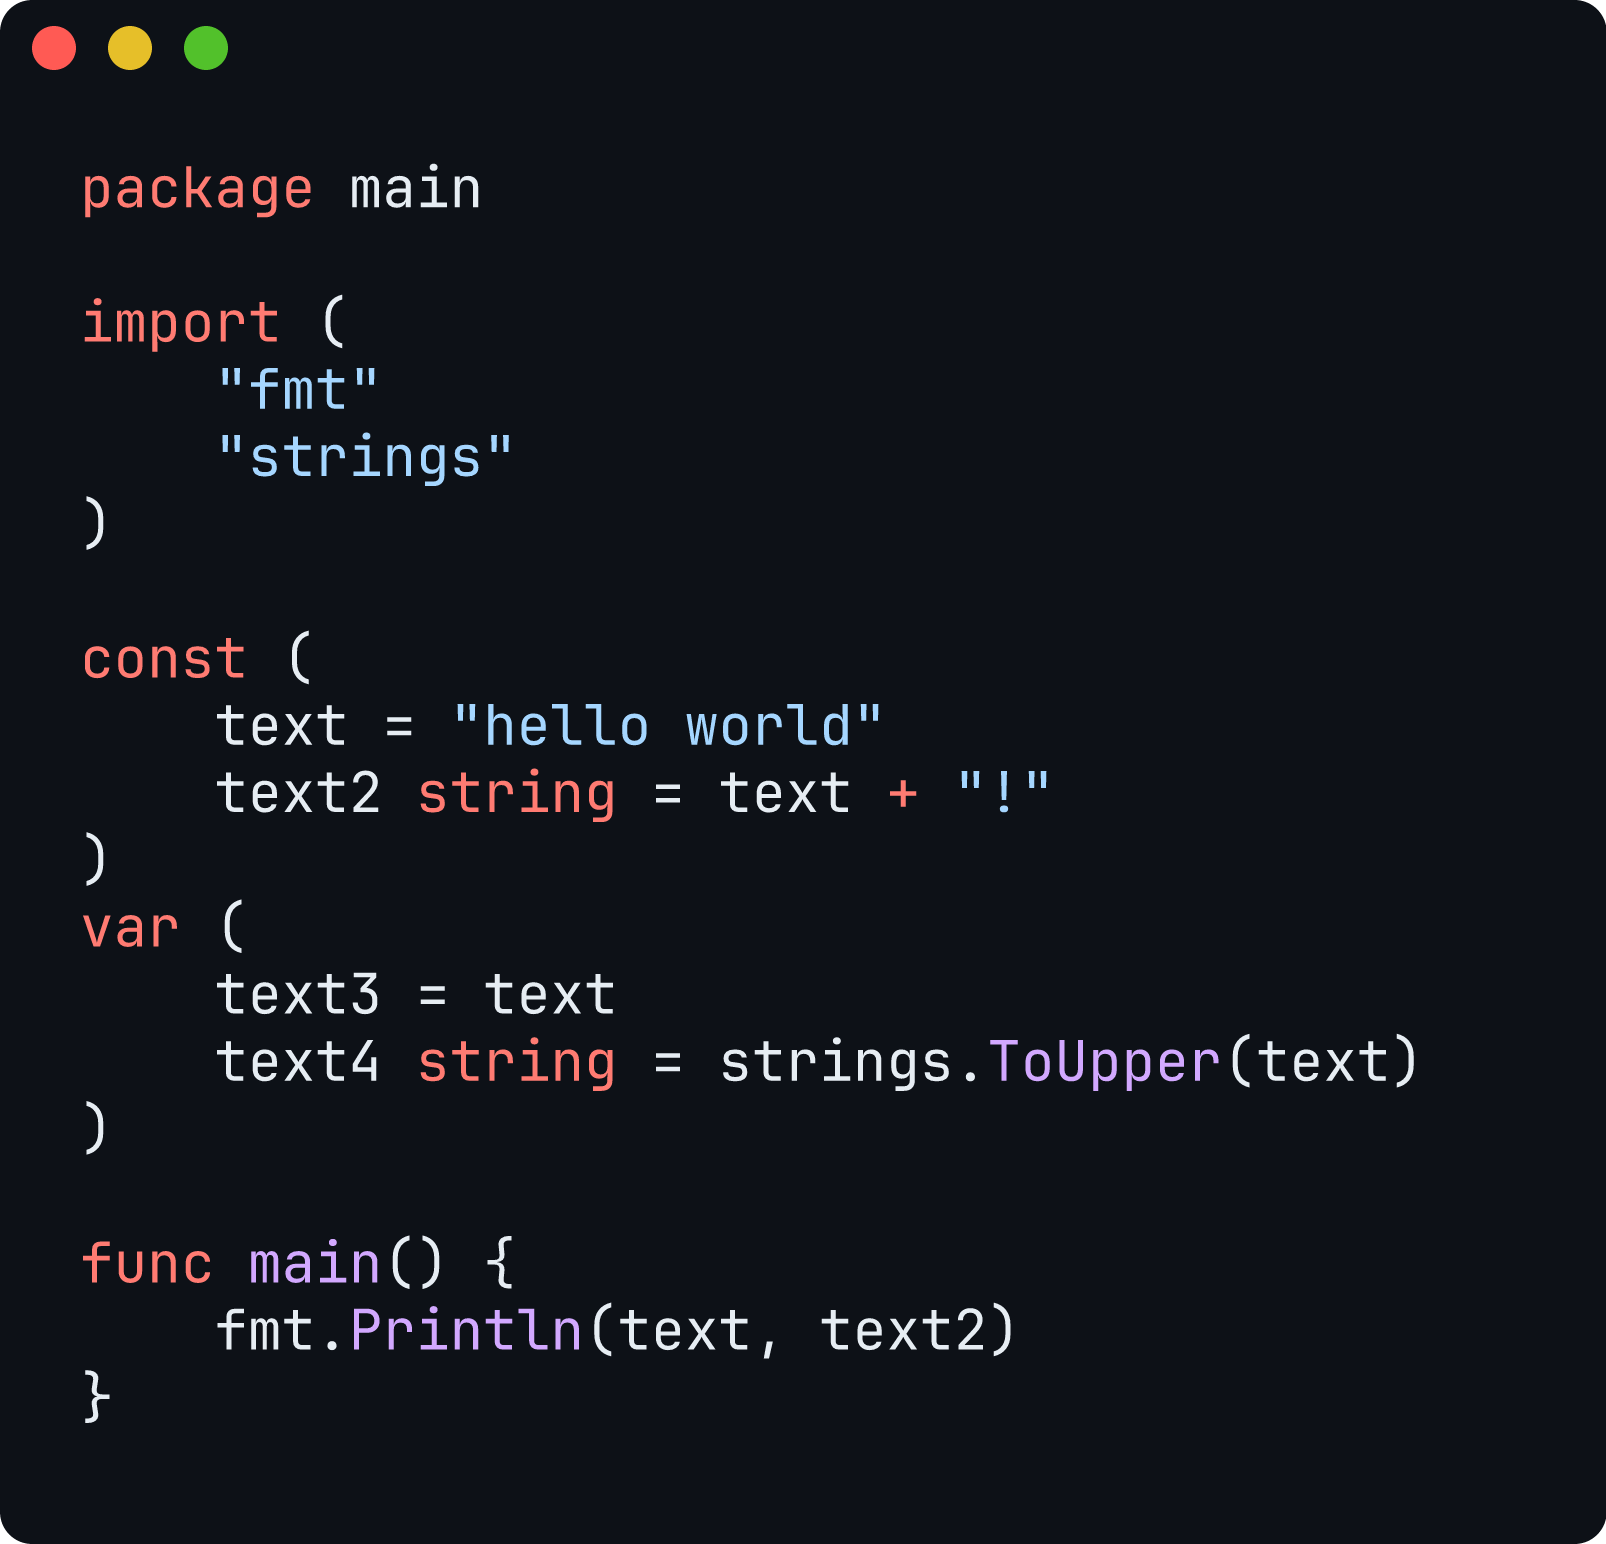 package main

import (
    "fmt"
    "strings"
)

const (
    text = "hello world"
    text2 string = text + "!"
)
var (
    text3 = text
    text4 string = strings.ToUpper(text)
)

func main() {
    fmt.Println(text, text2)
}